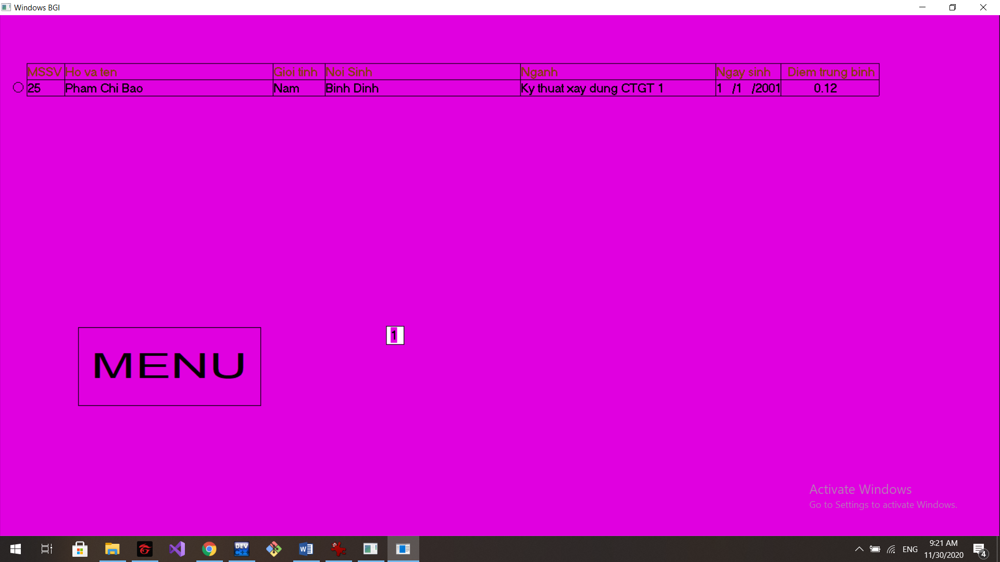 Windows BGI
MSSV Ho va ten Gioi tinh Noi Sinh Nganh Ngay sinh Diem trung binh
25 Pham Chi Bao Nam Binh Dinh Ky thuat xay dung CTGT 1 1 /1 /2001 0.12
1
MENU
Activate Windows
Go to Settings to activate Windows.
DEV
C++
W
ENG
9:21 AM
11/30/2020
4